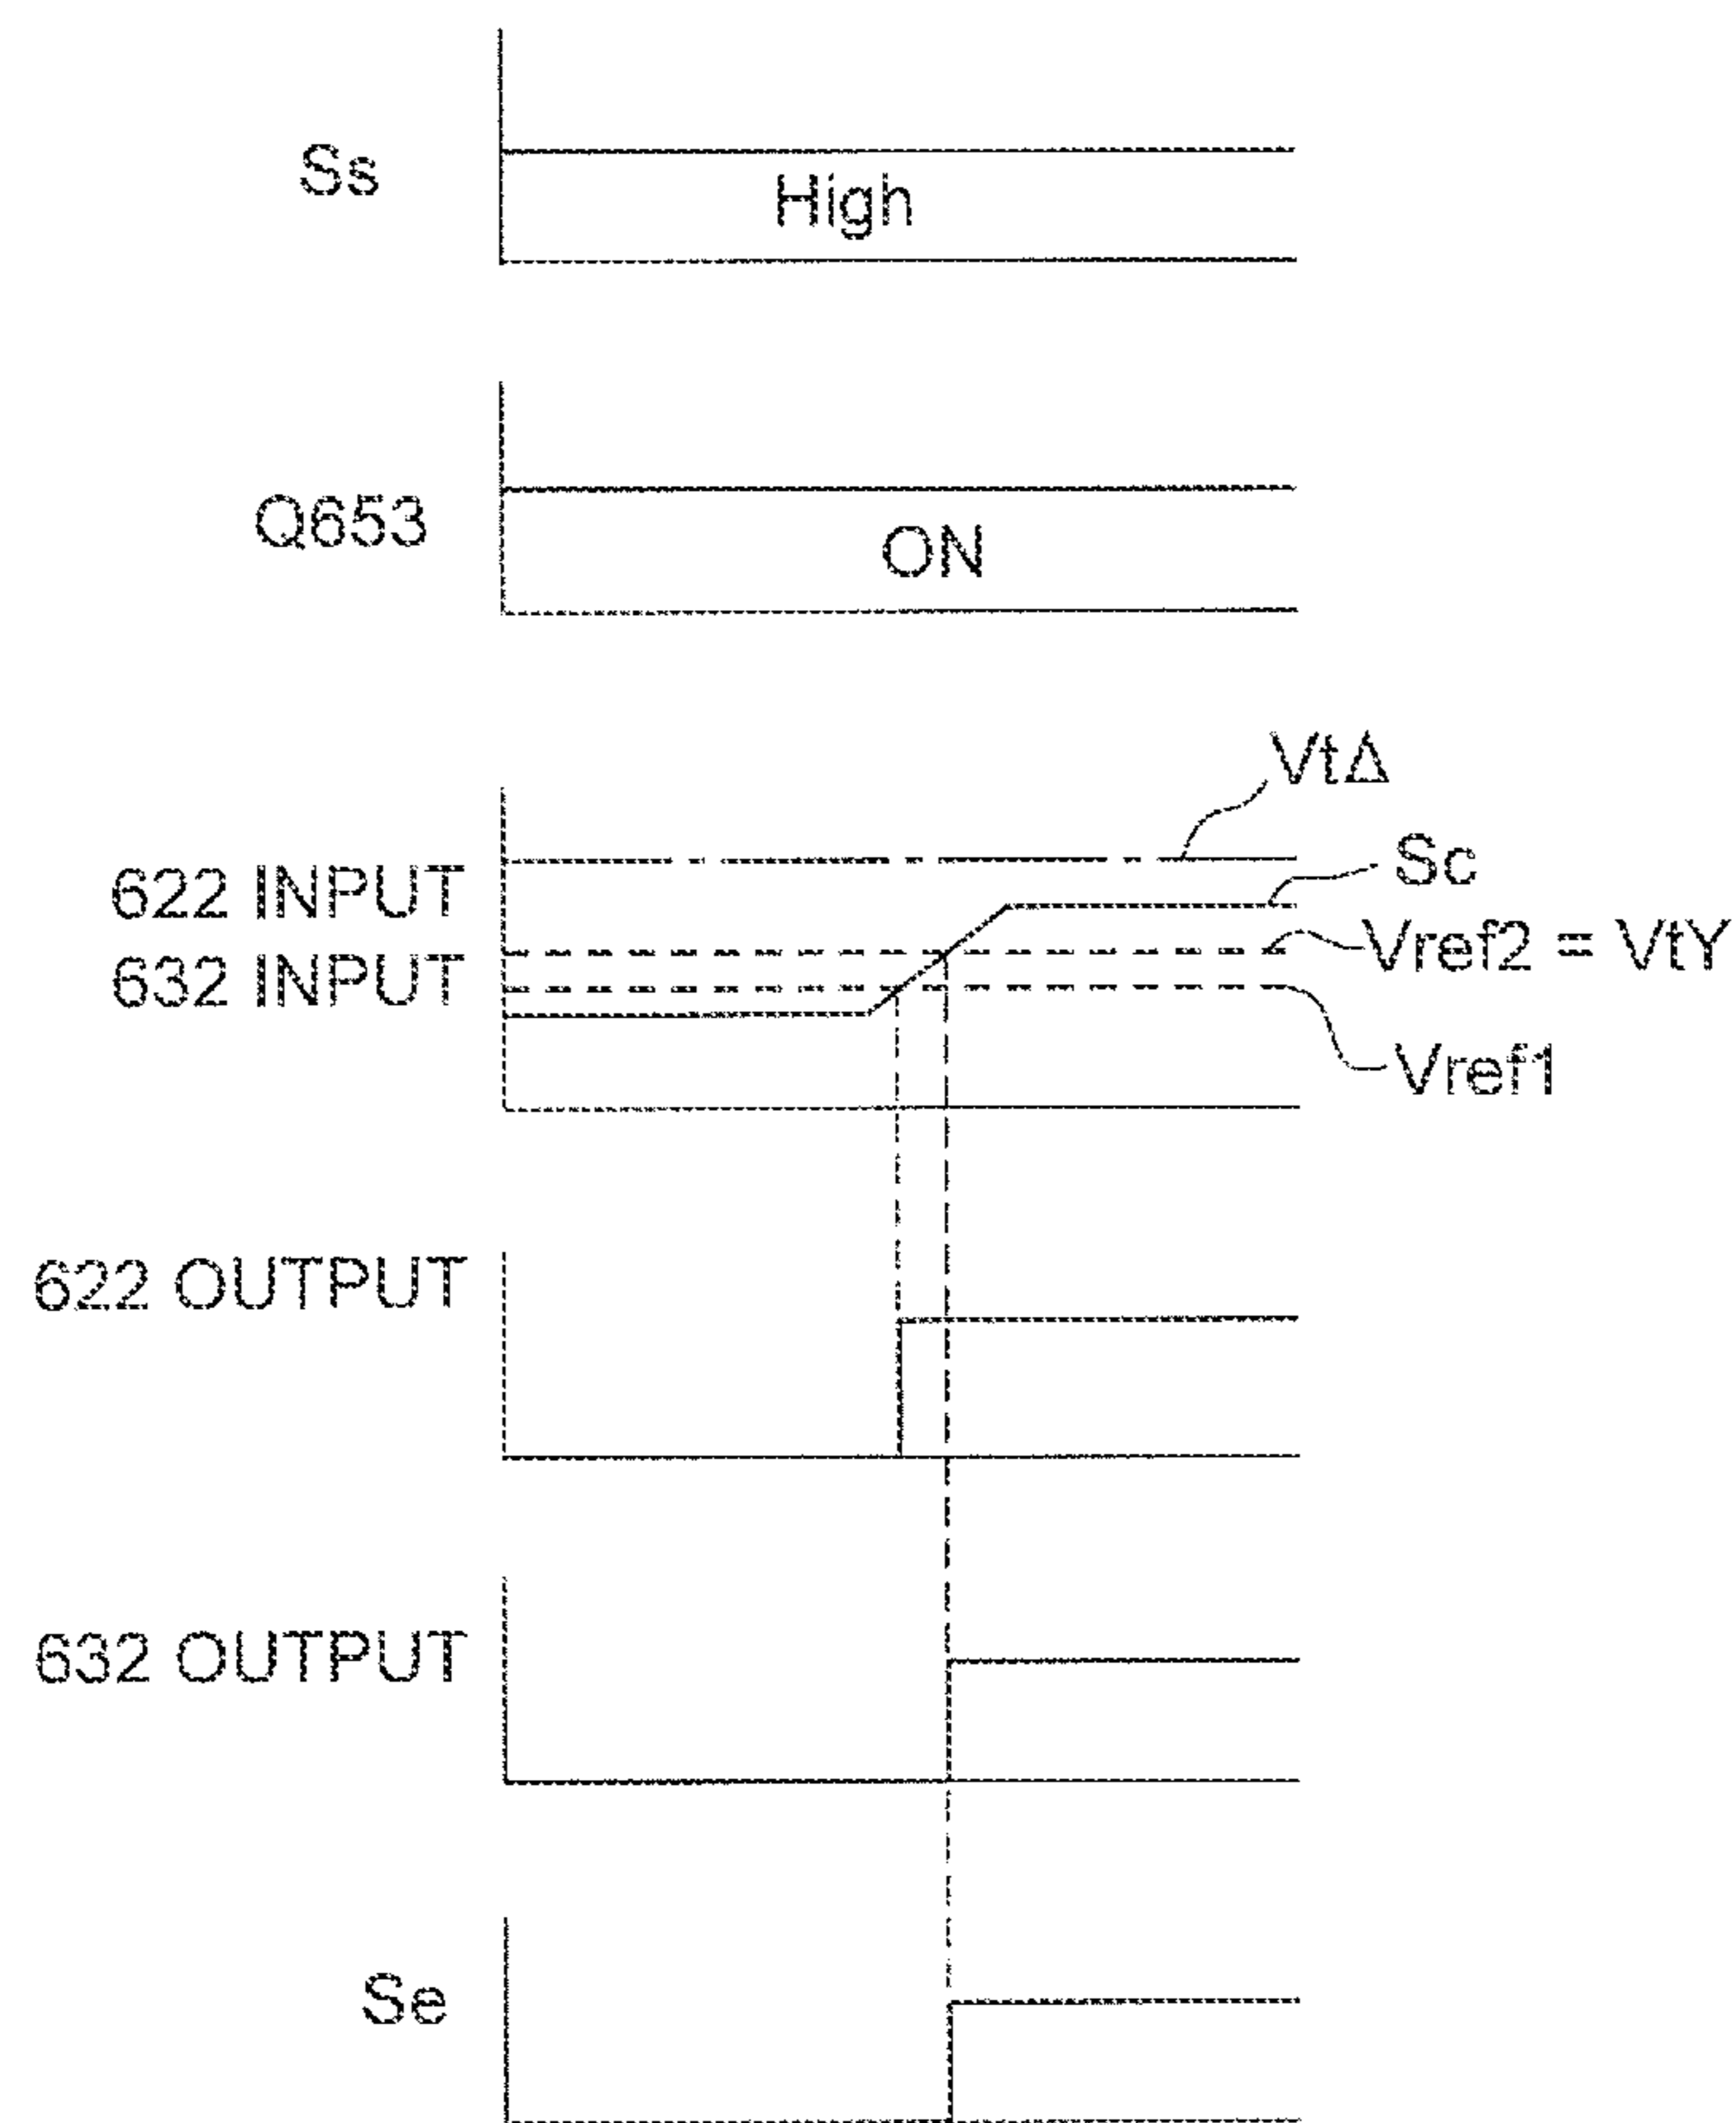 Ss
High
Q653
ON
VtΔ
622 INPUT
Sc
632 INPUT
Vref2 = VtY
Vref1
622 OUTPUT
632 OUTPUT
Se